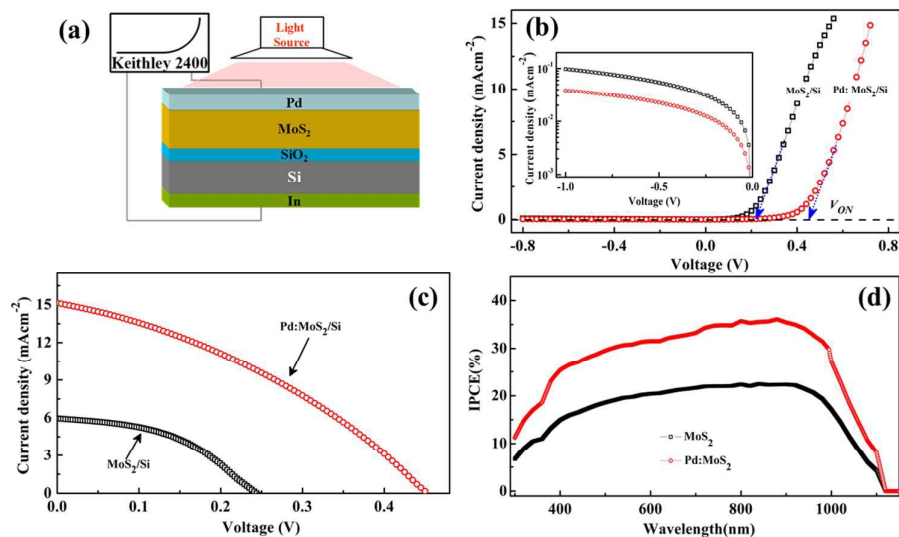 (a)
Light
Source
Keithley 2400
Pd
MoS2
SiO2
Si
In
(b)
Current density (mAcm-2)
15
10
5
0
-0.8
-0.4
0.0
0.4
0.8
Voltage (V)
MoS2/Si
Pd: MoS2/Si
VON
Current density (mAcm-2)
10-1
10-2
10-3
-1.0
-0.5
0.0
Voltage (V)
(c)
Current density (mAcm-2)
15
12
9
6
3
0
0.0
0.1
0.2
0.3
0.4
Voltage (V)
Pd:MoS2/Si
MoS2/Si
(d)
IPCE(%)
40
30
20
10
0
400
600
800
1000
Wavelength(nm)
MoS2
Pd:MoS2